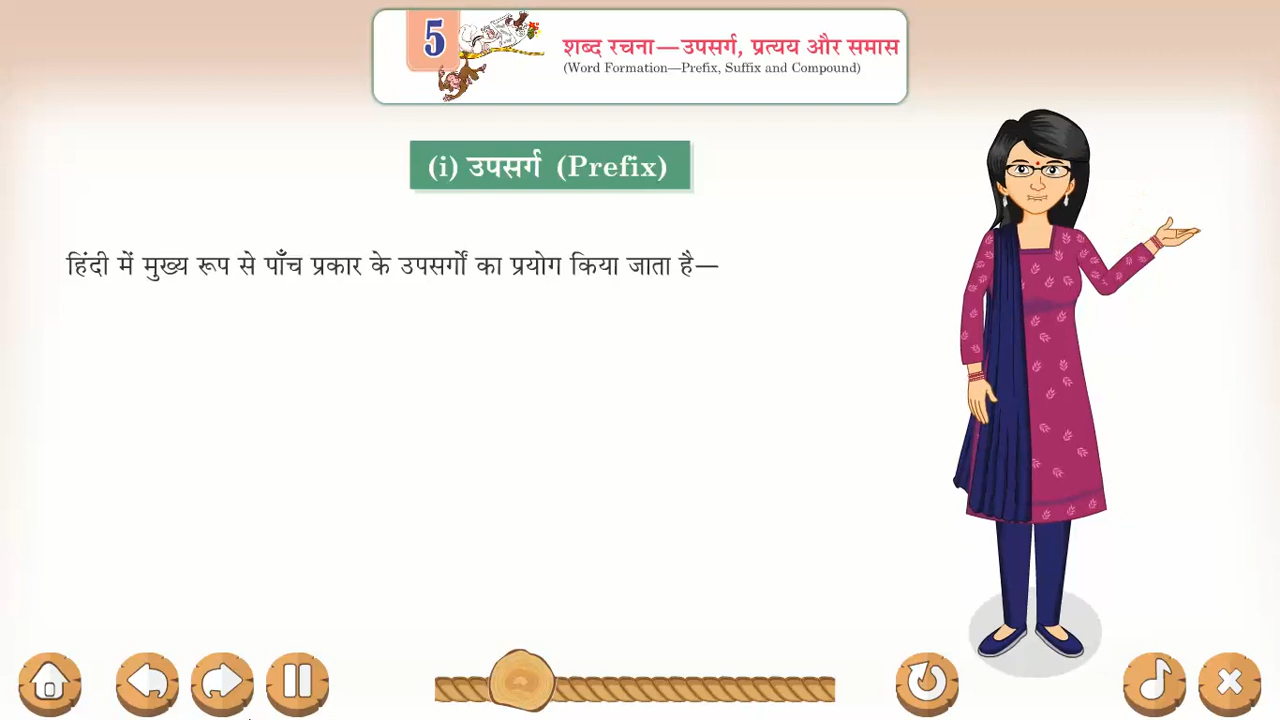 5
शब्द रचना—उपसर्ग, प्रत्यय और समास
(Word Formation—Prefix, Suffix and Compound)
(i) उपसर्ग (Prefix)
हिंदी में मुख्य रूप से पाँच प्रकार के उपसर्गों का प्रयोग किया जाता है—